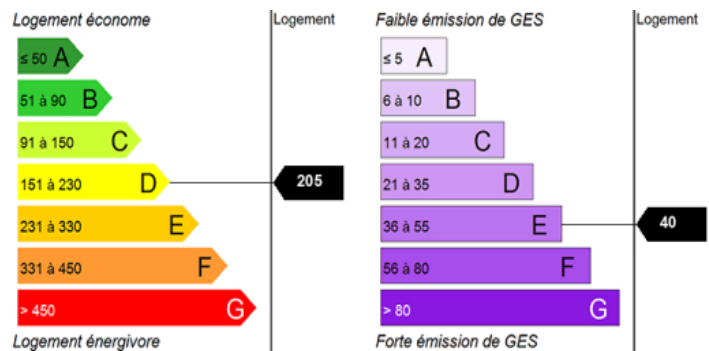 Logement économe
Logement
≤ 50 A
51 à 90 B
91 à 150 C
151 à 230 D
205
231 à 330 E
331 à 450 F
> 450 G
Logement énergivore
Faible émission de GES
Logement
≤ 5 A
6 à 10 B
11 à 20 C
21 à 35 D
36 à 55 E
40
56 à 80 F
> 80 G
Forte émission de GES